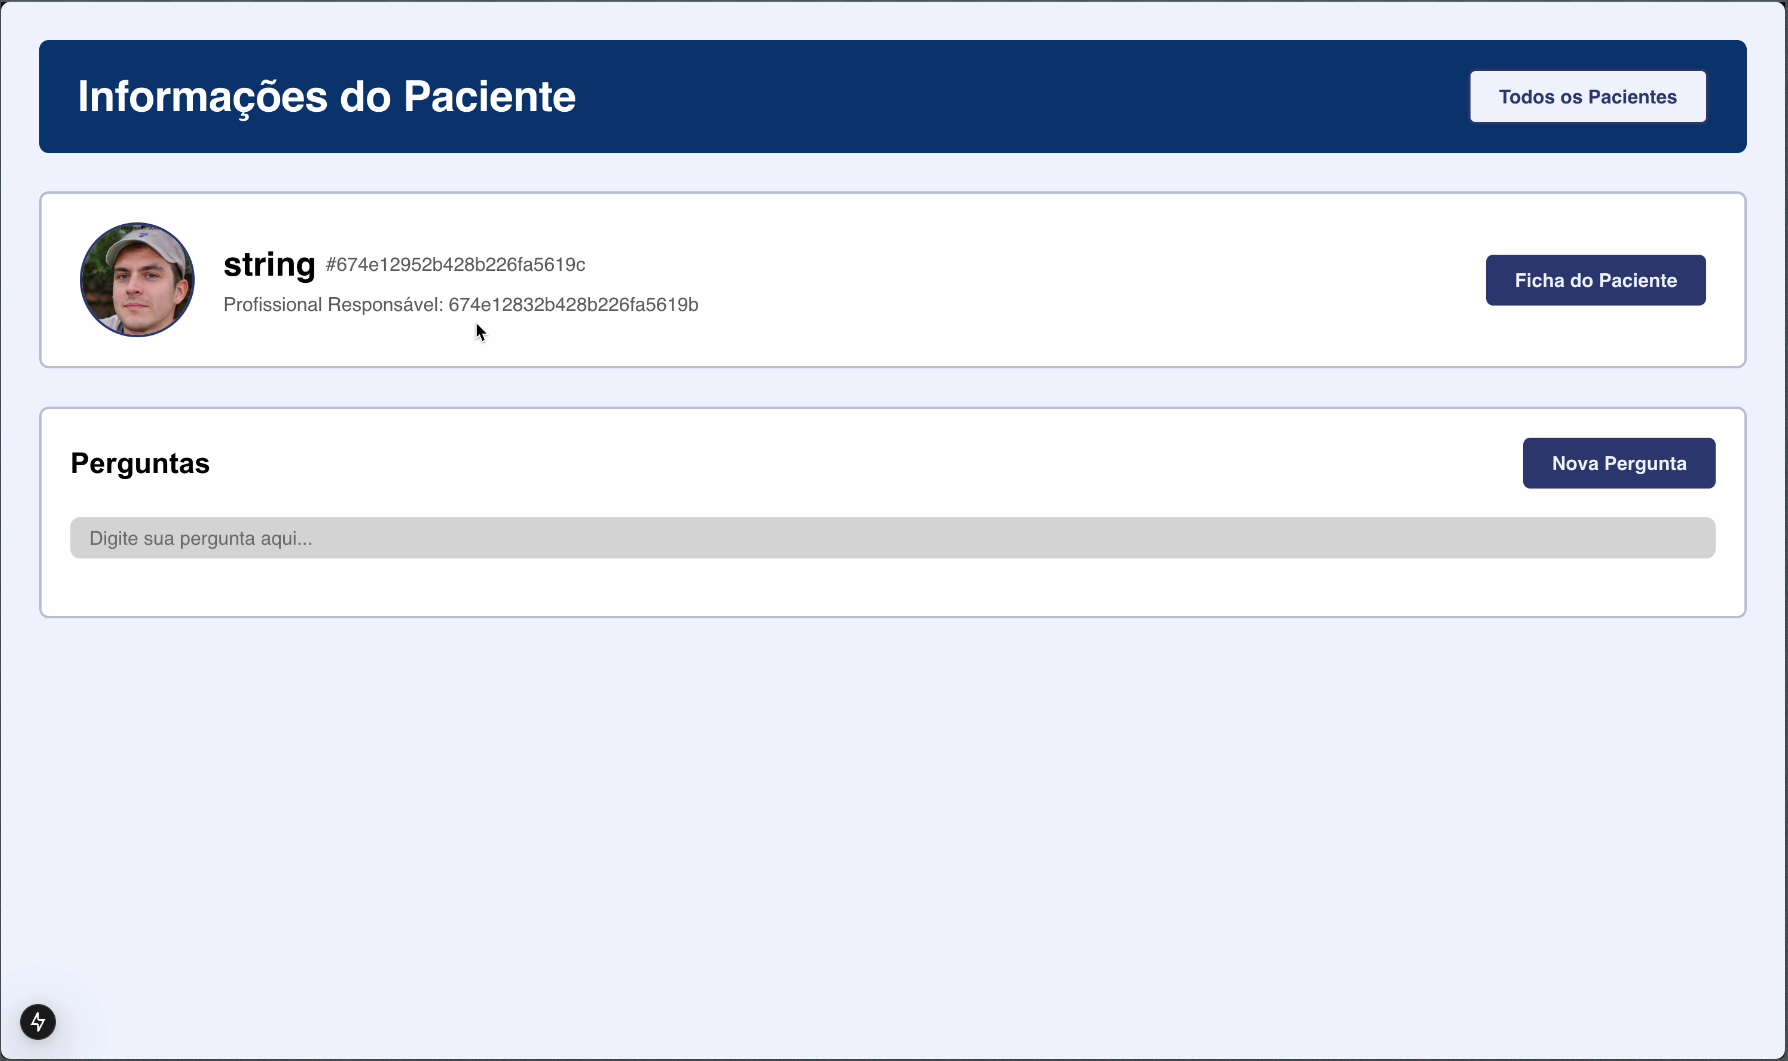 Informações do Paciente
Todos os Pacientes
string #674e12952b428b226fa5619c
Profissional Responsável: 674e12832b428b226fa5619b
Ficha do Paciente
Perguntas
Nova Pergunta
Digite sua pergunta aqui...